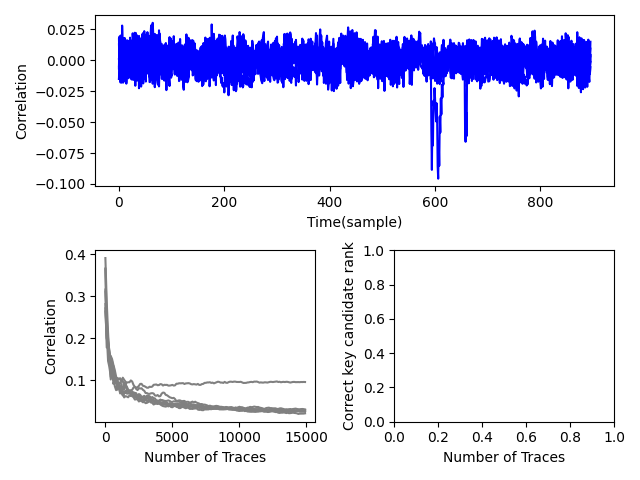 0.025
0.000
−0.025
−0.050
−0.075
−0.100
Correlation
0 200 400 600 800
Time(sample)
0.4
0.3
0.2
0.1
Correlation
0 5000 10000 15000
Number of Traces
1.0
0.8
0.6
0.4
0.2
0.0
Correct key candidate rank
0.0 0.2 0.4 0.6 0.8 1.0
Number of Traces